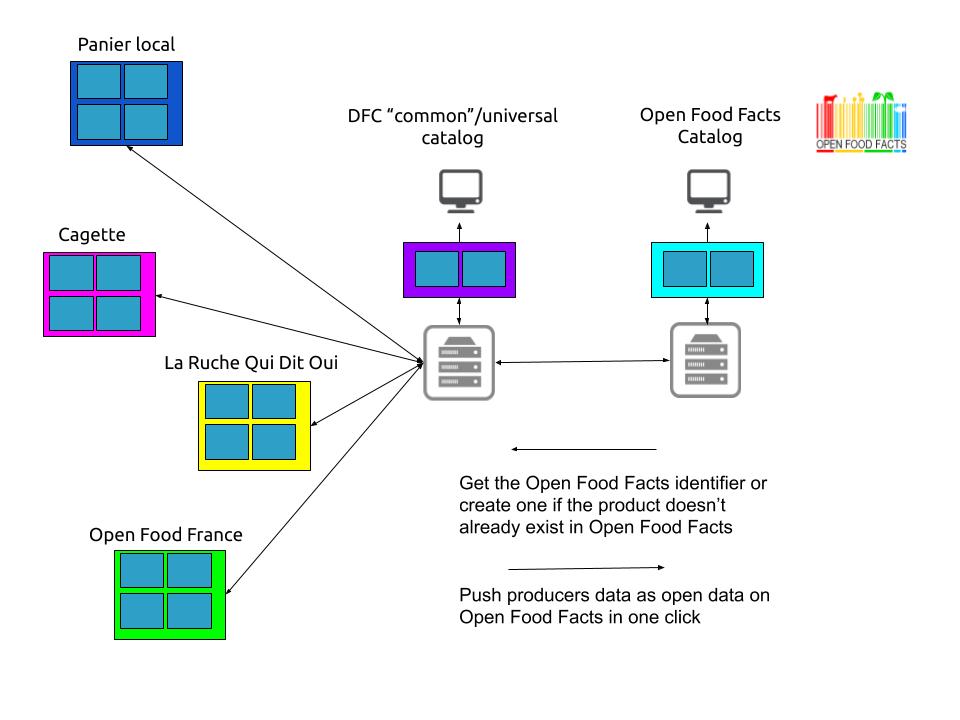 Panier local
DFC “common”/universal
catalog
Open Food Facts
Catalog
OPEN FOOD FACTS
Cagette
La Ruche Qui Dit Oui
Get the Open Food Facts identifier or
create one if the product doesn’t
already exist in Open Food Facts
Open Food France
Push producers data as open data on
Open Food Facts in one click